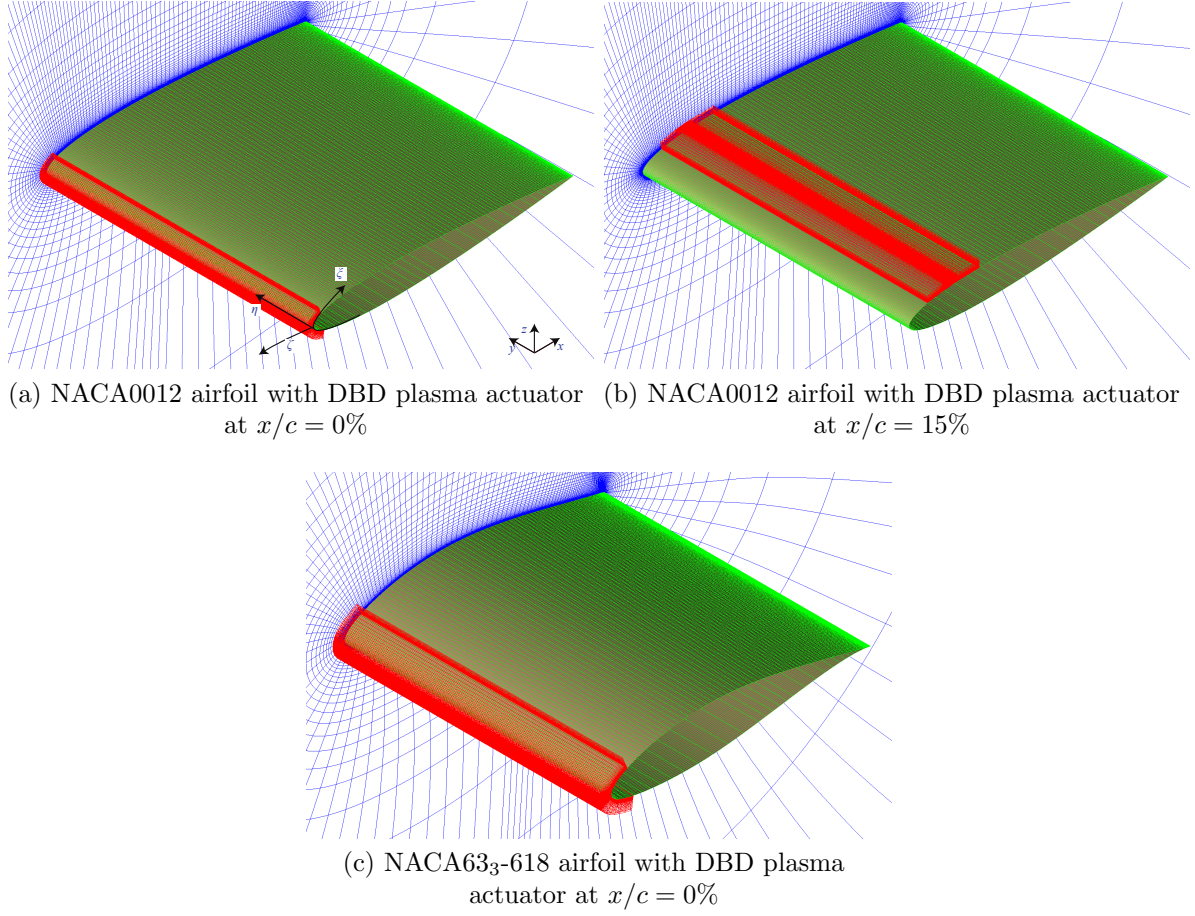 ξ
η
ζ
z
y
x
(a) NACA0012 airfoil with DBD plasma actuator
at x/c = 0%
(b) NACA0012 airfoil with DBD plasma actuator
at x/c = 15%
(c) NACA63₃-618 airfoil with DBD plasma
actuator at x/c = 0%